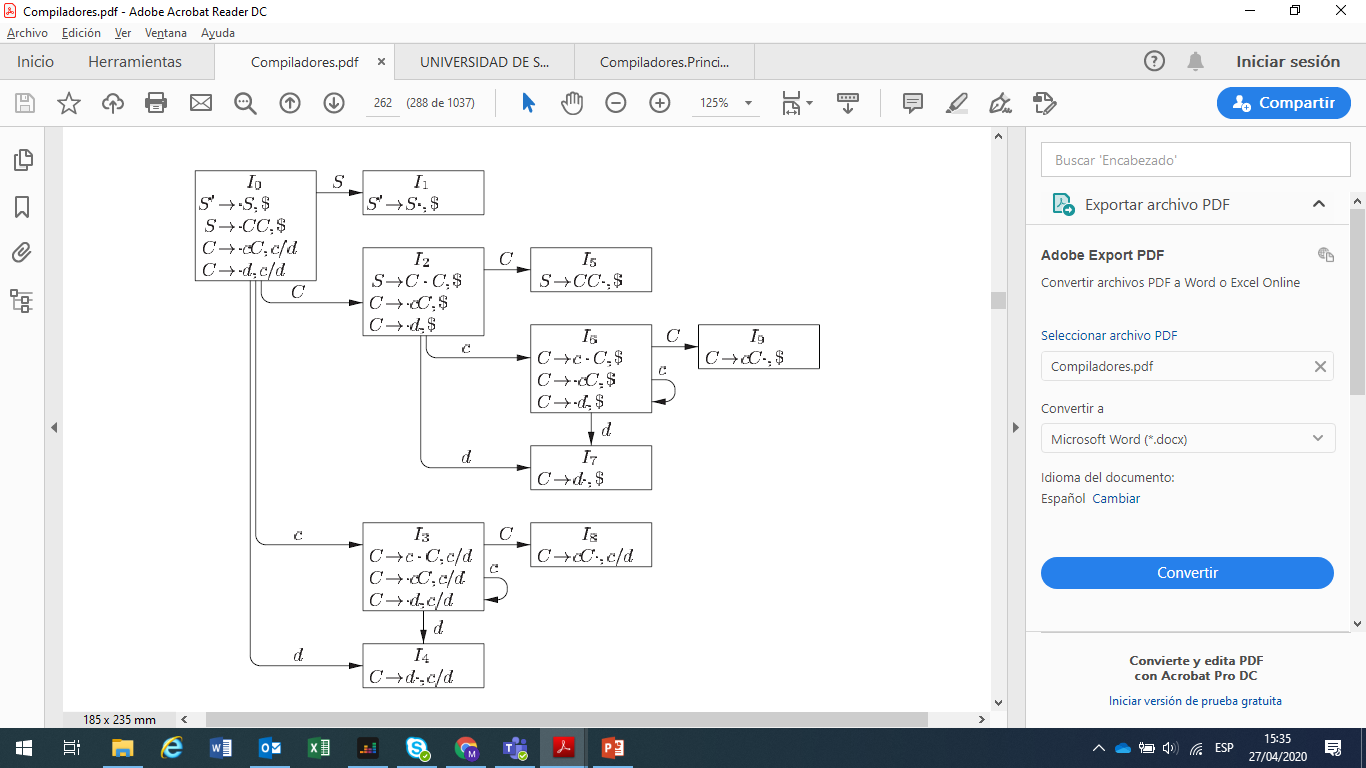 Compiladores.pdf - Adobe Acrobat Reader DC
Archivo Edición Ver Ventana Ayuda
Inicio Herramientas Compiladores.pdf × UNIVERSIDAD DE S... Compiladores.Princi... Iniciar sesión
262 (288 de 1037) 125% Compartir
I₀
S' → ·S, $
S → ·CC, $
C → ·cC, c/d
C → ·d, c/d
S
I₁
S' → S·, $
C
I₂
S → C · C, $
C → ·cC, $
C → ·d, $
C
I₅
S → CC·, $
c
I₆
C → c · C, $
C → ·cC, $
C → ·d, $
C
I₉
C → cC·, $
c
d
d
I₇
C → d·, $
c
I₃
C → c · C, c/d
C → ·cC, c/d
C → ·d, c/d
C
I₈
C → cC·, c/d
c
d
d
I₄
C → d·, c/d
185 x 235 mm
Buscar 'Encabezado'
Exportar archivo PDF
Adobe Export PDF
Convertir archivos PDF a Word o Excel Online
Seleccionar archivo PDF
Compiladores.pdf
Convertir a
Microsoft Word (*.docx)
Idioma del documento:
Español Cambiar
Convertir
Convierte y edita PDF
con Acrobat Pro DC
Iniciar versión de prueba gratuita
ESP
15:35
27/04/2020